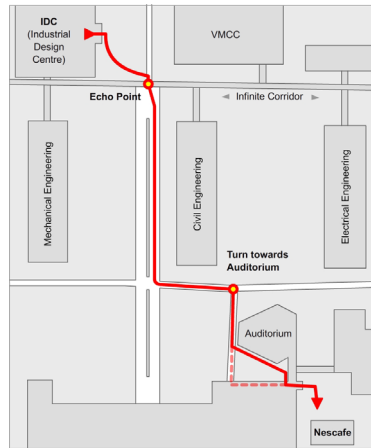 IDC
(Industrial
Design
Centre)
VMCC
Echo Point
Infinite Corridor
Mechanical Engineering
Civil Engineering
Electrical Engineering
Turn towards
Auditorium
Auditorium
Nescafe